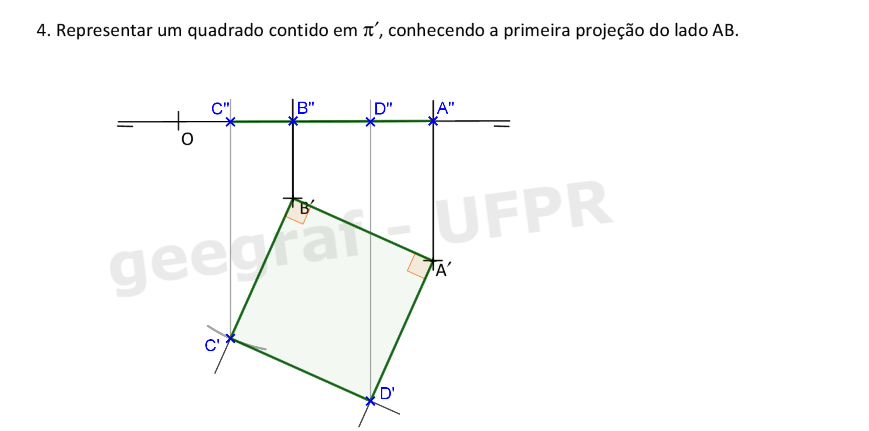 4. Representar um quadrado contido em π′, conhecendo a primeira projeção do lado AB.
C" B" D" A"
O
B′
geegraf - UFPR
A′
C'
D'